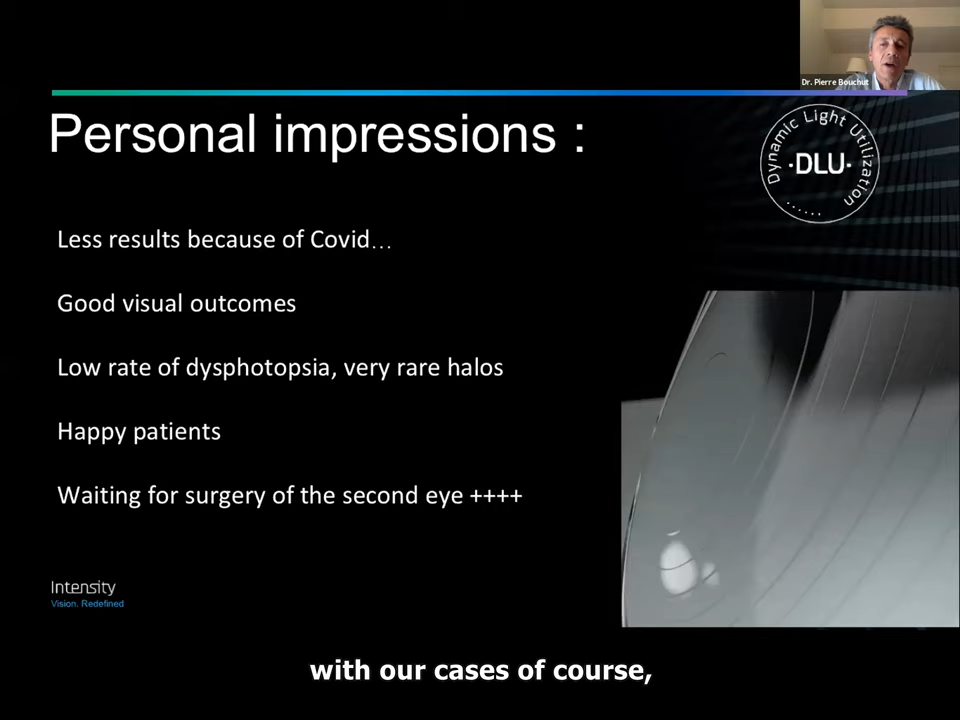 Dr. Pierre Bouchut
Personal impressions :
Dynamic Light Utilization
·DLU·
Less results because of Covid...
Good visual outcomes
Low rate of dysphotopsia, very rare halos
Happy patients
Waiting for surgery of the second eye ++++
Intensity
Vision. Redefined
with our cases of course,